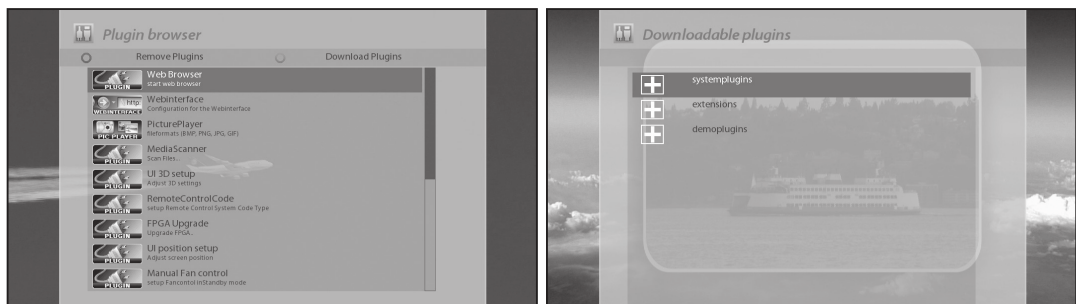 Plugin browser
Remove Plugins Download Plugins
PLUGIN
Web Browser
start web browser
http
WEBINTERFACE
Webinterface
Configuration for the Webinterface
PIC PLAYER
PicturePlayer
fileformats (BMP, PNG, JPG, GIF)
PLUGIN
MediaScanner
Scan Files...
PLUGIN
UI 3D setup
Adjust 3D settings
PLUGIN
RemoteControlCode
setup Remote Control System Code Type
PLUGIN
FPGA Upgrade
Upgrade FPGA..
PLUGIN
UI position setup
Adjust screen position
PLUGIN
Manual Fan control
setup Fancontol inStandby mode
Downloadable plugins
systemplugins
extensions
demoplugins